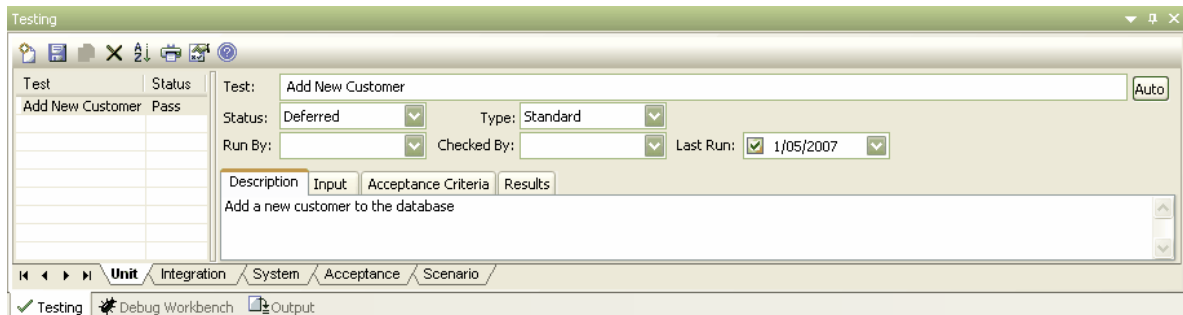 Testing
Test Status
Add New Customer Pass
Test: Add New Customer Auto
Status: Deferred Type: Standard
Run By: Checked By: Last Run: 1/05/2007
Description Input Acceptance Criteria Results
Add a new customer to the database
Unit Integration System Acceptance Scenario
Testing Debug Workbench Output